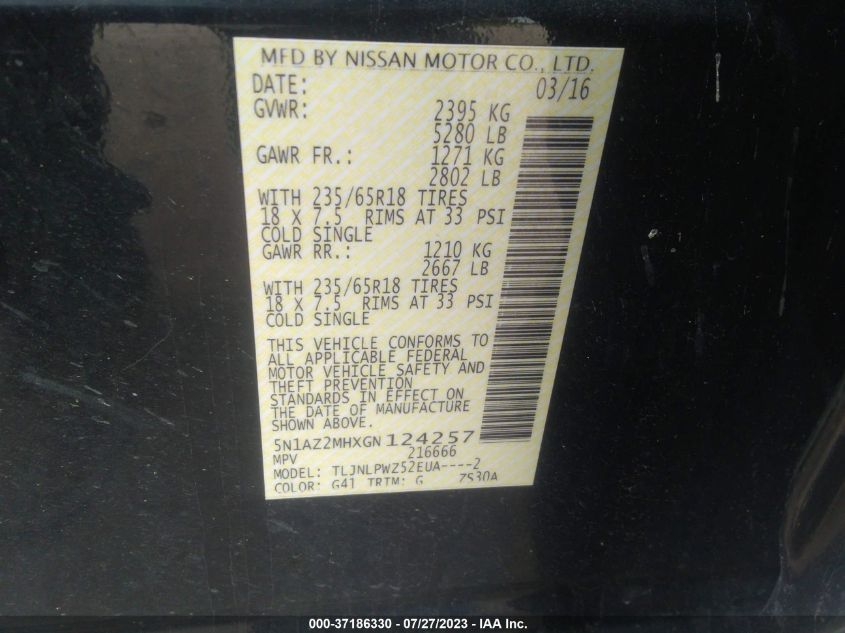 MFD BY NISSAN MOTOR CO., LTD.
DATE: 03/16
GVWR: 2395 KG
5280 LB
GAWR FR.: 1271 KG
2802 LB
WITH 235/65R18 TIRES
18 X 7.5 RIMS AT 33 PSI
COLD SINGLE
GAWR RR.: 1210 KG
2667 LB
WITH 235/65R18 TIRES
18 X 7.5 RIMS AT 33 PSI
COLD SINGLE
THIS VEHICLE CONFORMS TO
ALL APPLICABLE FEDERAL
MOTOR VEHICLE SAFETY AND
THEFT PREVENTION
STANDARDS IN EFFECT ON
THE DATE OF MANUFACTURE
SHOWN ABOVE.
5N1AZ2MHXGN124257
MPV 216666
MODEL: TLJNLPWZ52EUA----2
COLOR: G41 TRIM: G ZS30A
000-37186330 - 07/27/2023 - IAA Inc.